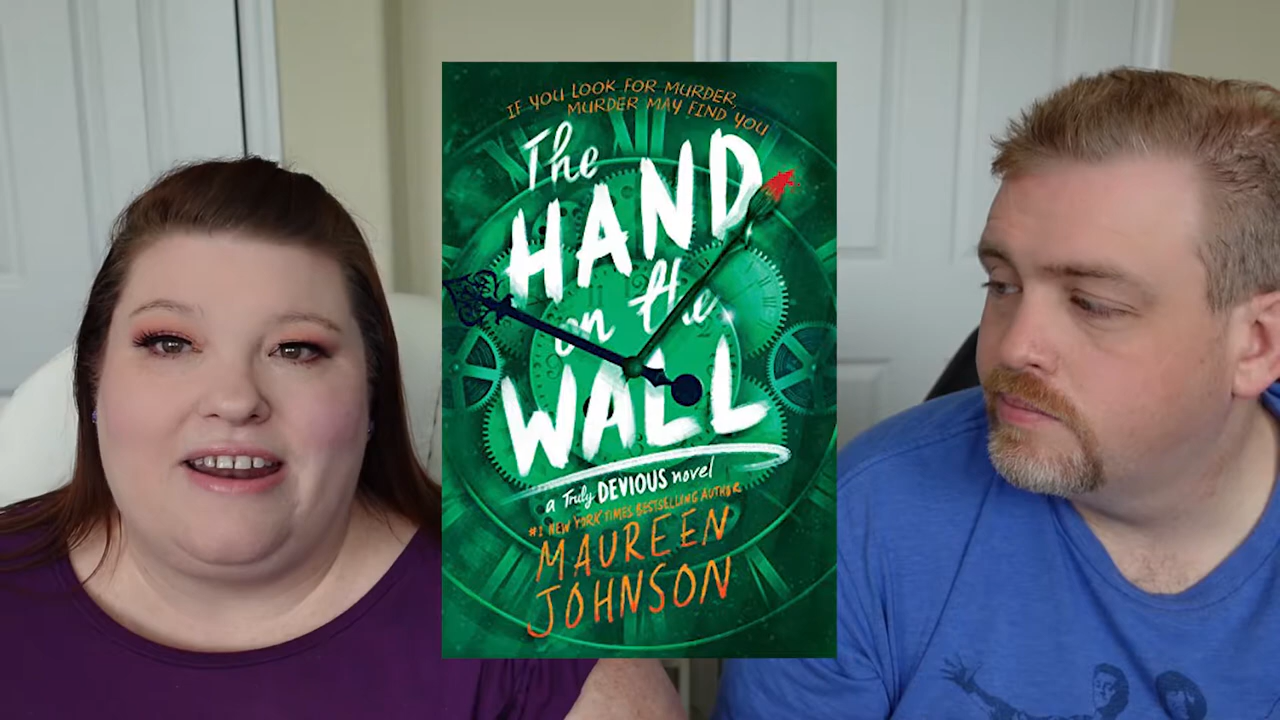 IF YOU LOOK FOR MURDER,
MURDER MAY FIND YOU
The
HAND
on the
WALL
a Truly DEVIOUS novel
#1 NEW YORK TIMES BESTSELLING AUTHOR
MAUREEN
JOHNSON